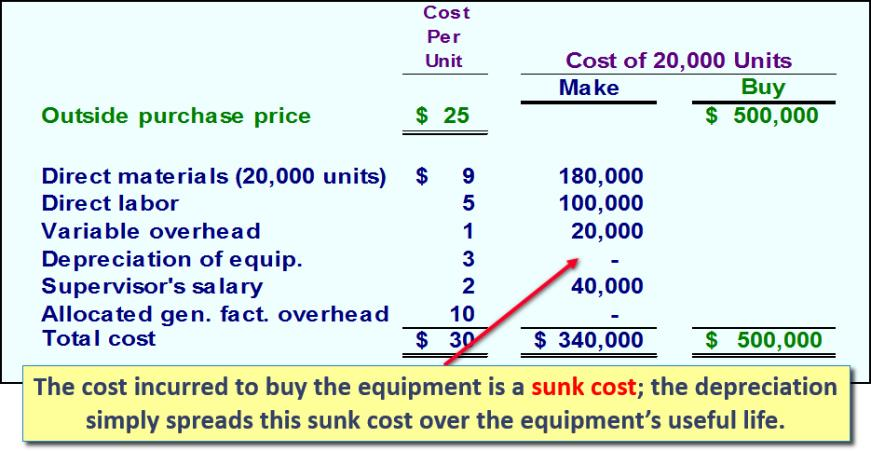 Cost
Per
Unit Cost of 20,000 Units
Make Buy
Outside purchase price $ 25 $ 500,000
Direct materials (20,000 units) $ 9 180,000
Direct labor 5 100,000
Variable overhead 1 20,000
Depreciation of equip. 3 -
Supervisor's salary 2 40,000
Allocated gen. fact. overhead 10 -
Total cost $ 30 $ 340,000 $ 500,000
The cost incurred to buy the equipment is a sunk cost; the depreciation
simply spreads this sunk cost over the equipment’s useful life.